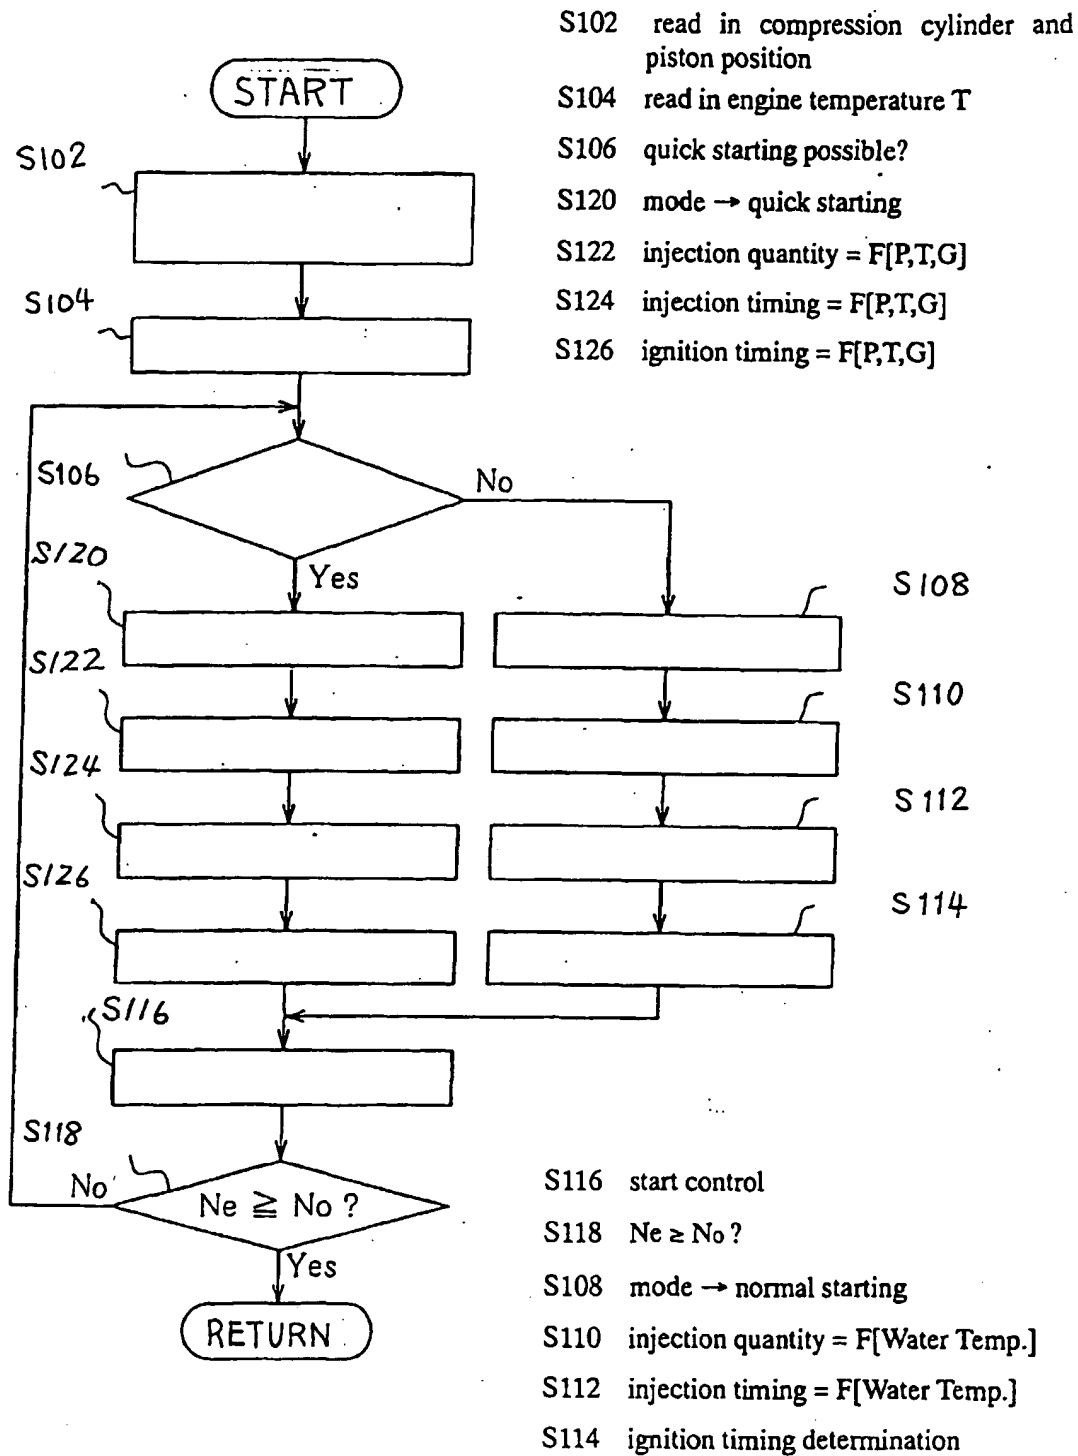 S102 read in compression cylinder and
piston position
S104 read in engine temperature T
S106 quick starting possible?
S120 mode → quick starting
S122 injection quantity = F[P,T,G]
S124 injection timing = F[P,T,G]
S126 ignition timing = F[P,T,G]
START
S102
S104
S106
No
Yes
S120
S108
S122
S110
S124
S112
S126
S114
S116
S118
No
Ne ≧ No ?
Yes
RETURN
S116 start control
S118 Ne ≥ No ?
S108 mode → normal starting
S110 injection quantity = F[Water Temp.]
S112 injection timing = F[Water Temp.]
S114 ignition timing determination